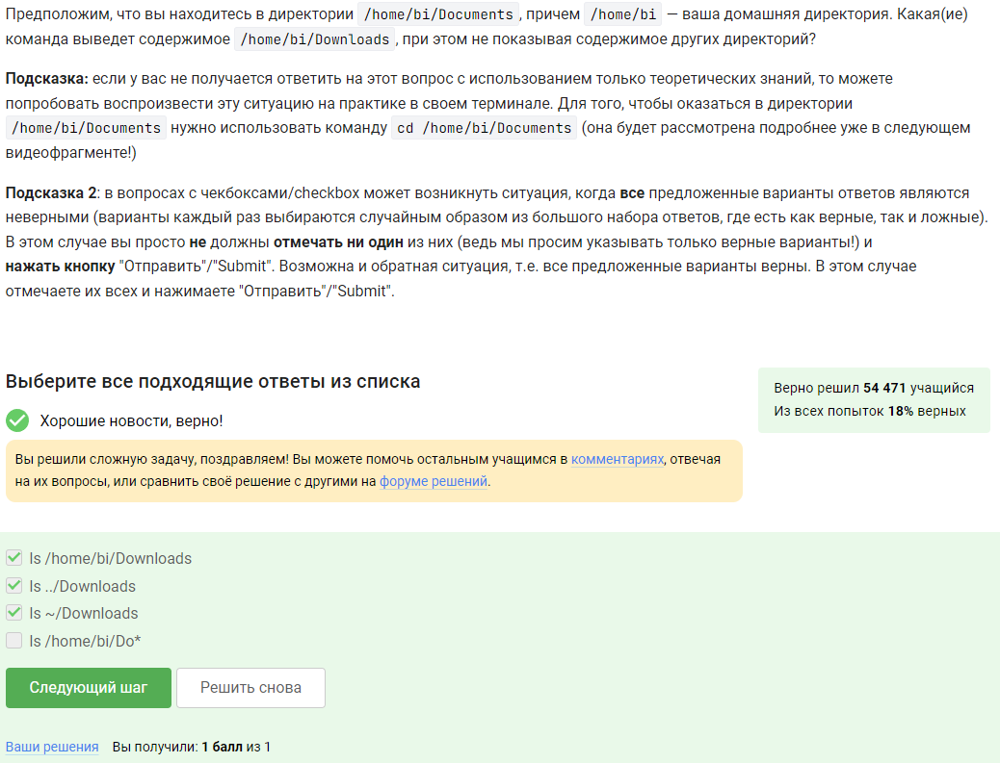 Предположим, что вы находитесь в директории /home/bi/Documents, причем /home/bi — ваша домашняя директория. Какая(ие)
команда выведет содержимое /home/bi/Downloads, при этом не показывая содержимое других директорий?
Подсказка: если у вас не получается ответить на этот вопрос с использованием только теоретических знаний, то можете
попробовать воспроизвести эту ситуацию на практике в своем терминале. Для того, чтобы оказаться в директории
/home/bi/Documents нужно использовать команду cd /home/bi/Documents (она будет рассмотрена подробнее уже в следующем
видеофрагменте!)
Подсказка 2: в вопросах с чекбоксами/checkbox может возникнуть ситуация, когда все предложенные варианты ответов являются
неверными (варианты каждый раз выбираются случайным образом из большого набора ответов, где есть как верные, так и ложные).
В этом случае вы просто не должны отмечать ни один из них (ведь мы просим указывать только верные варианты!) и
нажать кнопку "Отправить"/"Submit". Возможна и обратная ситуация, т.е. все предложенные варианты верны. В этом случае
отмечаете их всех и нажимаете "Отправить"/"Submit".
Выберите все подходящие ответы из списка
Верно решил 54 471 учащийся
Из всех попыток 18% верных
Хорошие новости, верно!
Вы решили сложную задачу, поздравляем! Вы можете помочь остальным учащимся в комментариях, отвечая
на их вопросы, или сравнить своё решение с другими на форуме решений.
ls /home/bi/Downloads
ls ../Downloads
ls ~/Downloads
ls /home/bi/Do*
Следующий шаг
Решить снова
Ваши решения Вы получили: 1 балл из 1